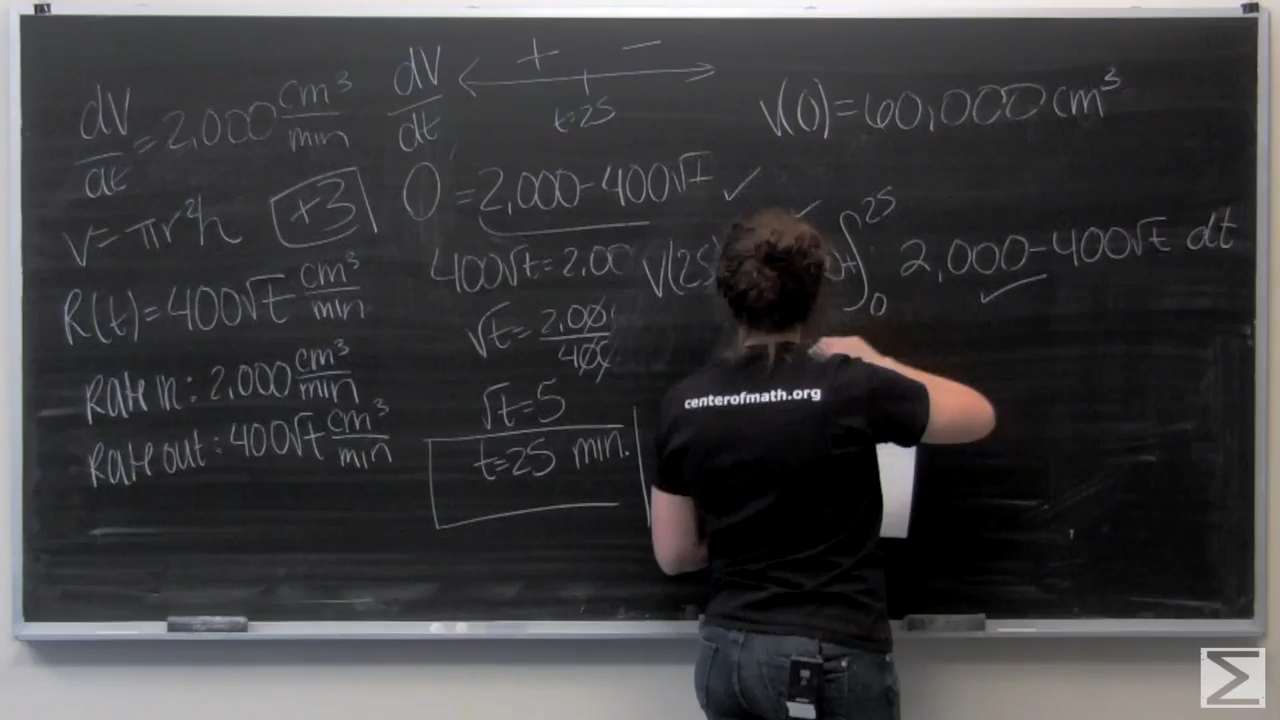 dV/dt = 2,000 cm³/min
V = πr²h +3
R(t) = 400√t cm³/min
Rate in: 2,000 cm³/min
Rate out: 400√t cm³/min
dV/dt + −
t=25
0 = 2,000-400√t ✓
400√t = 2,00
√t = 2,000/400
√t = 5
t=25 min.
V(0) = 60,000 cm³
V(25) + ∫₀²⁵ 2,000-400√t dt
centerofmath.org
Σ